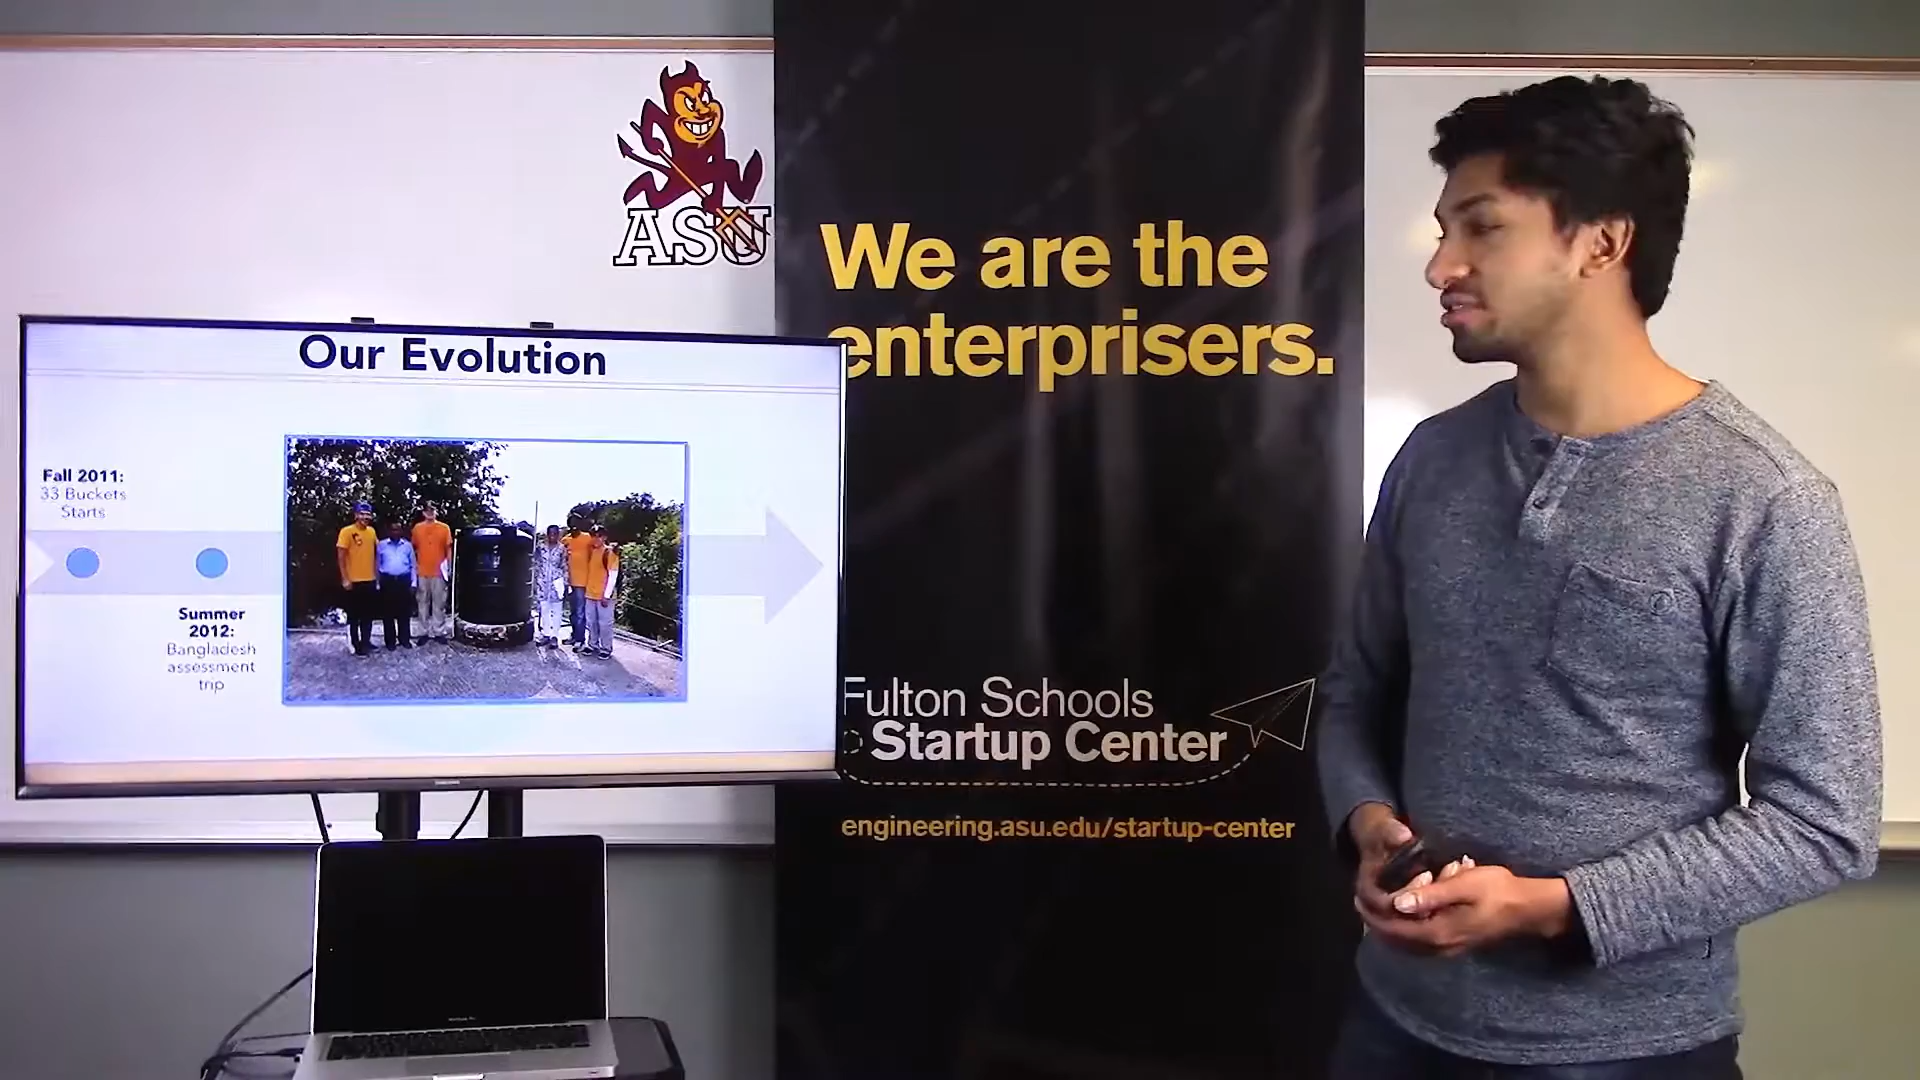 ASU
We are the
enterprisers.
Our Evolution
Fall 2011:
33 Buckets
Starts
Summer
2012:
Bangladesh
assessment
trip
Fulton Schools
Startup Center
engineering.asu.edu/startup-center